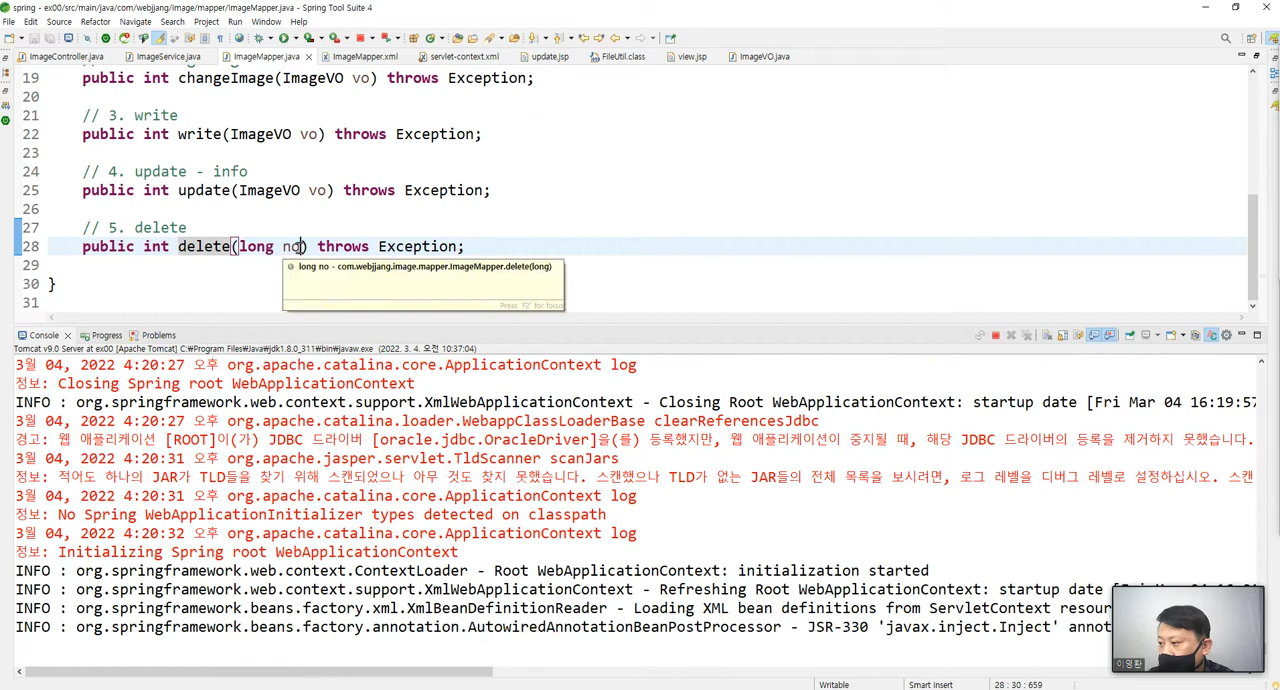 spring - ex00/src/main/java/com/webjjang/image/mapper/ImageMapper.java - Spring Tool Suite 4
File Edit Source Refactor Navigate Search Project Run Window Help
ImageController.java ImageService.java ImageMapper.java ImageMapper.xml servlet-context.xml update.jsp FileUtil.class view.jsp ImageVO.java
19 public int changeImage(ImageVO vo) throws Exception;
20
21 // 3. write
22 public int write(ImageVO vo) throws Exception;
23
24 // 4. update - info
25 public int update(ImageVO vo) throws Exception;
26
27 // 5. delete
28 public int delete(long no) throws Exception;
29
30 }
31
long no - com.webjjang.image.mapper.ImageMapper.delete(long)
Press 'F2' for focus
Console Progress Problems
Tomcat v9.0 Server at ex00 [Apache Tomcat] C:\Program Files\Java\jdk1.8.0_311\bin\javaw.exe (2022. 3. 4. 오전 10:37:04)
3월 04, 2022 4:20:27 오후 org.apache.catalina.core.ApplicationContext log
정보: Closing Spring root WebApplicationContext
INFO : org.springframework.web.context.support.XmlWebApplicationContext - Closing Root WebApplicationContext: startup date [Fri Mar 04 16:19:57
3월 04, 2022 4:20:27 오후 org.apache.catalina.loader.WebappClassLoaderBase clearReferencesJdbc
경고: 웹 애플리케이션 [ROOT]이(가) JDBC 드라이버 [oracle.jdbc.OracleDriver]을(를) 등록했지만, 웹 애플리케이션이 중지될 때, 해당 JDBC 드라이버의 등록을 제거하지 못했습니다.
3월 04, 2022 4:20:31 오후 org.apache.jasper.servlet.TldScanner scanJars
정보: 적어도 하나의 JAR가 TLD들을 찾기 위해 스캔되었으나 아무 것도 찾지 못했습니다. 스캔했으나 TLD가 없는 JAR들의 전체 목록을 보시려면, 로그 레벨을 디버그 레벨로 설정하십시오. 스캔
3월 04, 2022 4:20:31 오후 org.apache.catalina.core.ApplicationContext log
정보: No Spring WebApplicationInitializer types detected on classpath
3월 04, 2022 4:20:32 오후 org.apache.catalina.core.ApplicationContext log
정보: Initializing Spring root WebApplicationContext
INFO : org.springframework.web.context.ContextLoader - Root WebApplicationContext: initialization started
INFO : org.springframework.web.context.support.XmlWebApplicationContext - Refreshing Root WebApplicationContext: startup date
INFO : org.springframework.beans.factory.xml.XmlBeanDefinitionReader - Loading XML bean definitions from ServletContext resour
INFO : org.springframework.beans.factory.annotation.AutowiredAnnotationBeanPostProcessor - JSR-330 'javax.inject.Inject' annot
이영환
Writable Smart Insert 28 : 30 : 659